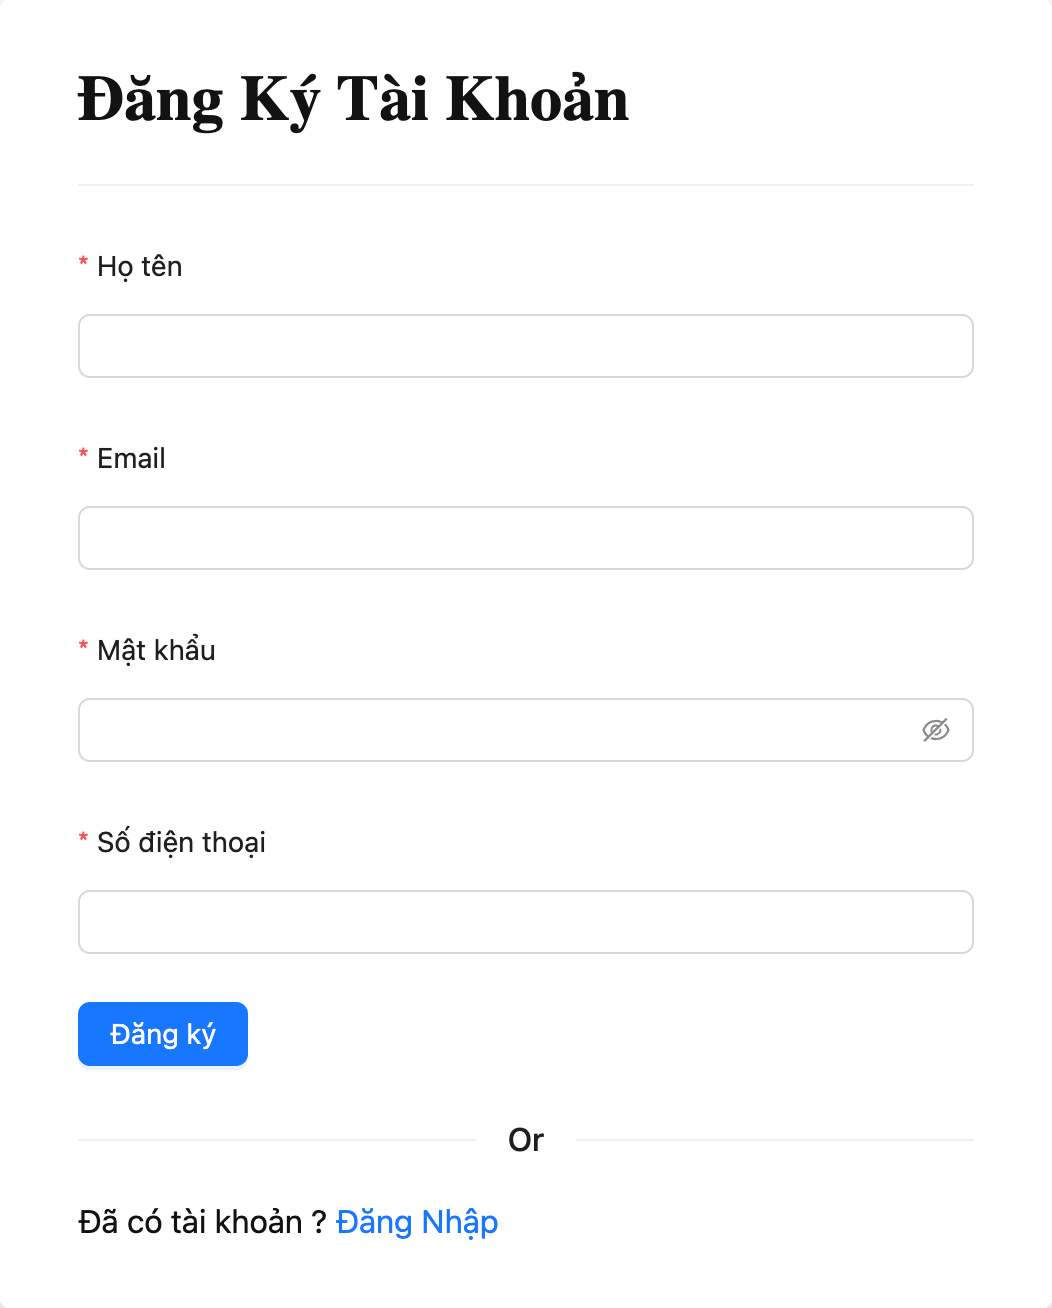 Đăng Ký Tài Khoản
* Họ tên
* Email
* Mật khẩu
* Số điện thoại
Đăng ký
Or
Đã có tài khoản ? Đăng Nhập